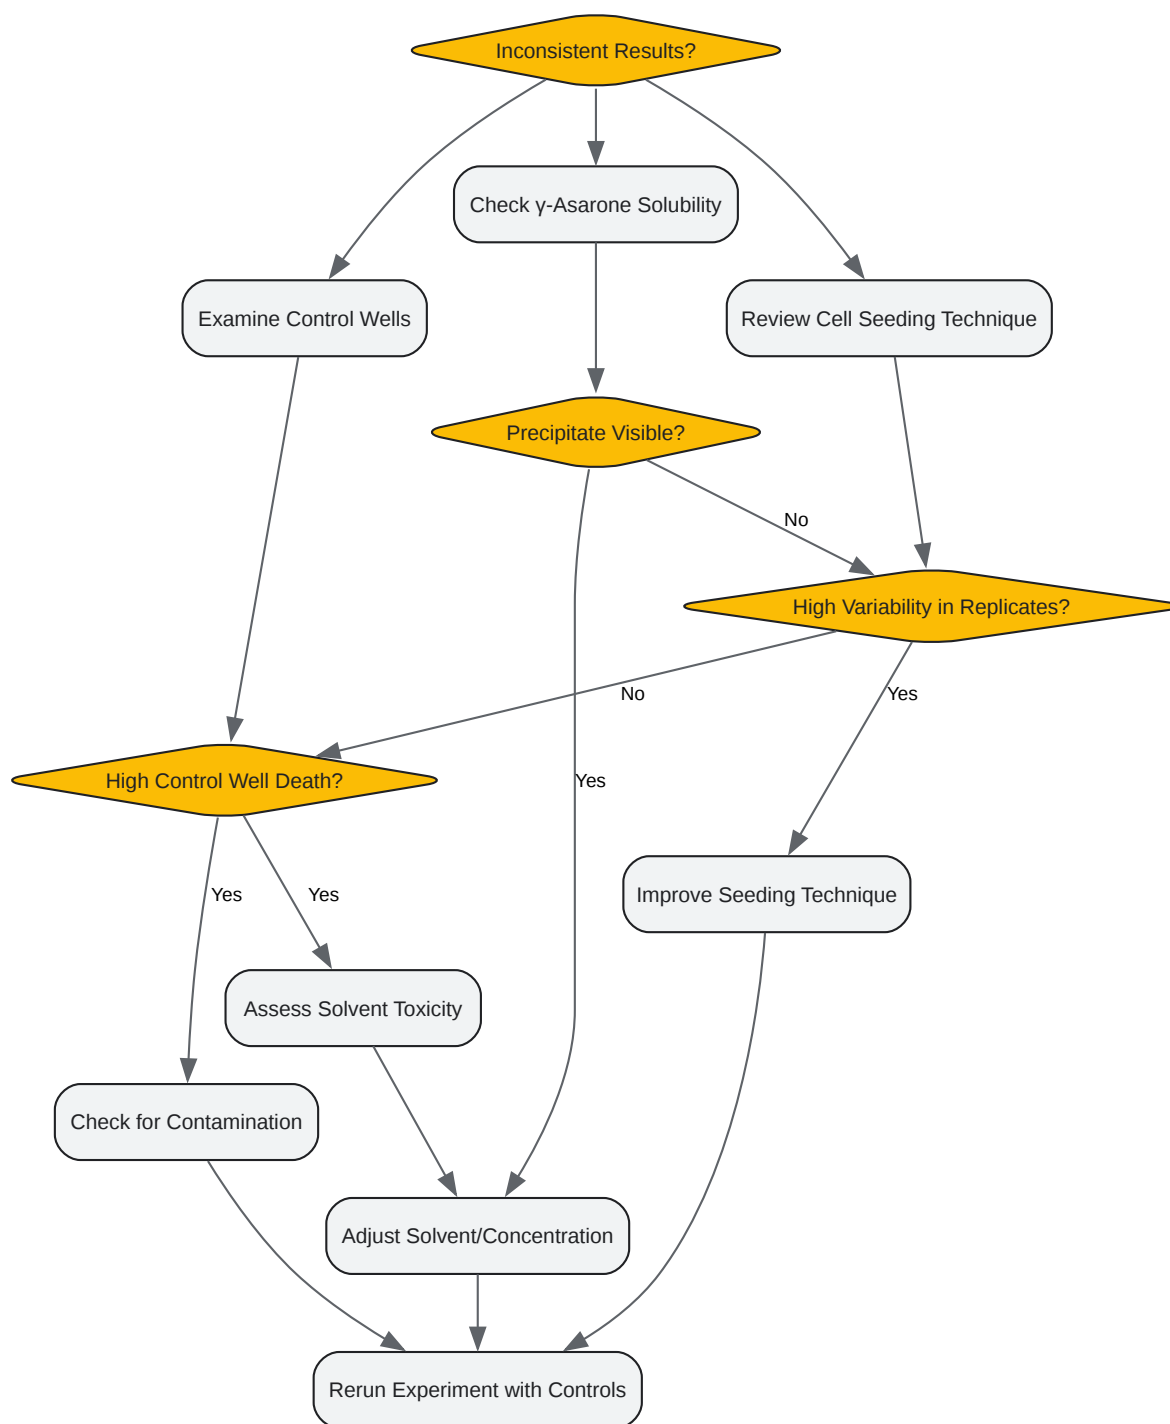 Inconsistent Results?
Check γ-Asarone Solubility
Examine Control Wells
Review Cell Seeding Technique
Precipitate Visible?
No
High Variability in Replicates?
No
Yes
High Control Well Death?
Yes
Yes
Yes
Improve Seeding Technique
Assess Solvent Toxicity
Check for Contamination
Adjust Solvent/Concentration
Rerun Experiment with Controls